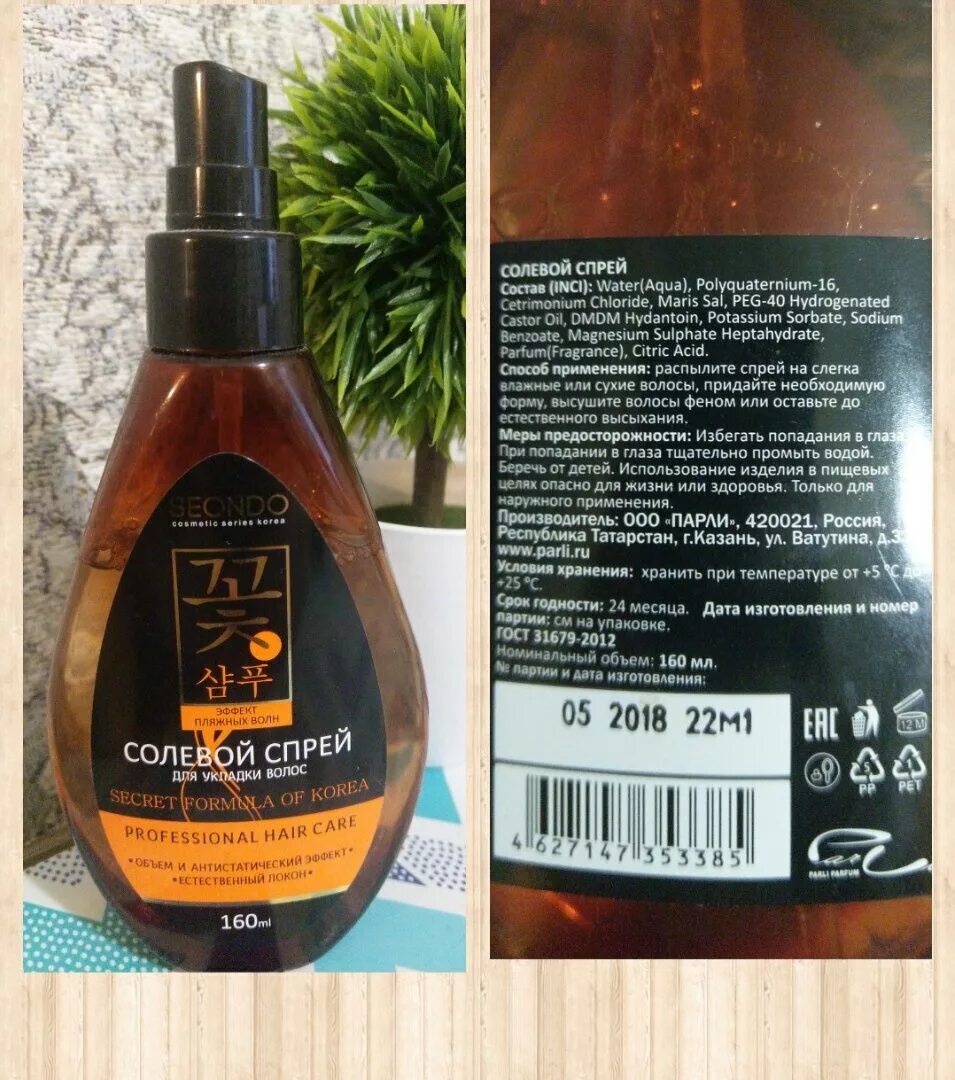 BEONDO
cosmetic series korea
꽃
샴푸
ЭФФЕКТ
ПЛЯЖНЫХ ВОЛН
СОЛЕВОЙ СПРЕЙ
ДЛЯ УКЛАДКИ ВОЛОС
SECRET FORMULA OF KOREA
PROFESSIONAL HAIR CARE
•ОБЪЕМ И АНТИСТАТИЧЕСКИЙ ЭФФЕКТ•
•ЕСТЕСТВЕННЫЙ ЛОКОН•
160ml
СОЛЕВОЙ СПРЕЙ
Состав (INCI): Water(Aqua), Polyquaternium-16,
Cetrimonium Chloride, Maris Sal, PEG-40 Hydrogenated
Castor Oil, DMDM Hydantoin, Potassium Sorbate, Sodium
Benzoate, Magnesium Sulphate Heptahydrate,
Parfum(Fragrance), Citric Acid.
Способ применения: распылите спрей на слегка
влажные или сухие волосы, придайте необходимую
форму, высушите волосы феном или оставьте до
естественного высыхания.
Меры предосторожности: Избегать попадания в глаза.
При попадании в глаза тщательно промыть водой.
Беречь от детей. Использование изделия в пищевых
целях опасно для жизни или здоровья. Только для
наружного применения.
Производитель: ООО «ПАРЛИ», 420021, Россия,
Республика Татарстан, г.Казань, ул. Ватутина,
www.parli.ru
Условия хранения: хранить при температуре от +5 °С до
+25 °С.
Срок годности: 24 месяца. Дата изготовления и номер
партии: см на упаковке.
ГОСТ 31679-2012
Номинальный объем: 160 мл.
№ партии и дата изготовления:
05 2018 22М1
EAC
12 M
5
PP
1
PET
4 627147 353385
PARLI PARFUM